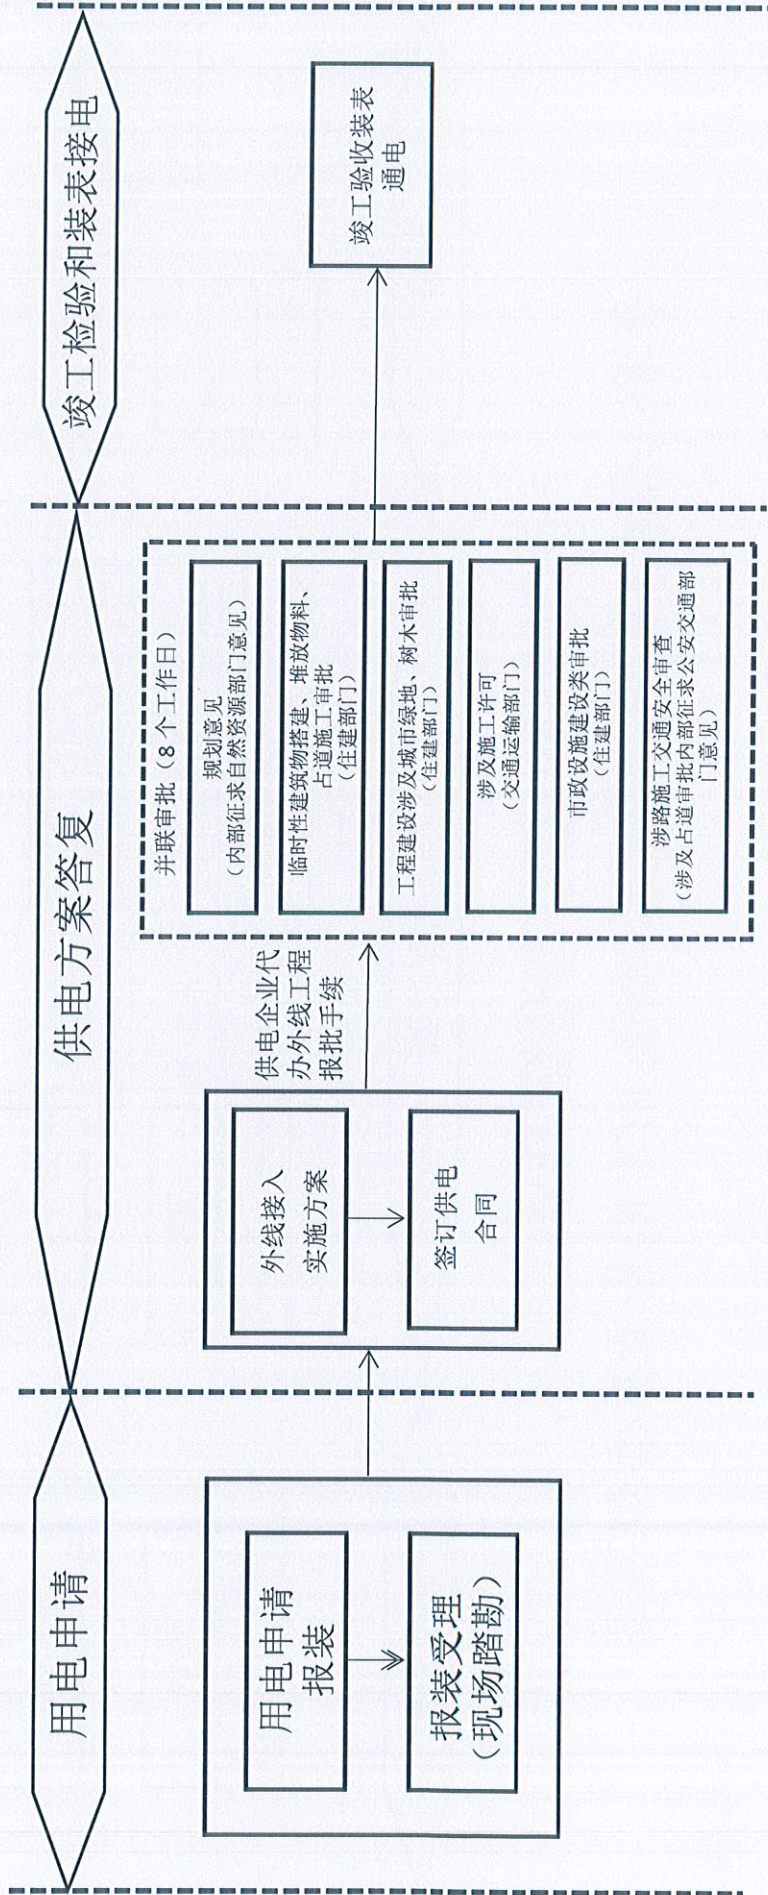 用电申请
供电方案答复
竣工检验和装表接电
用电申请
报装
报装受理
（现场踏勘）
外线接入
实施方案
签订供电
合同
供电企业代
办外线工程
报批手续
并联审批（8个工作日）
规划意见
（内部征求自然资源部门意见）
临时性建筑物搭建、堆放物料、
占道施工审批
（住建部门）
工程建设涉及城市绿地、树木审批
（住建部门）
涉及施工许可
（交通运输部门）
市政设施建设类审批
（住建部门）
涉路施工交通安全审查
（涉及占道审批内部征求公安交通部
门意见）
竣工验收装表
通电